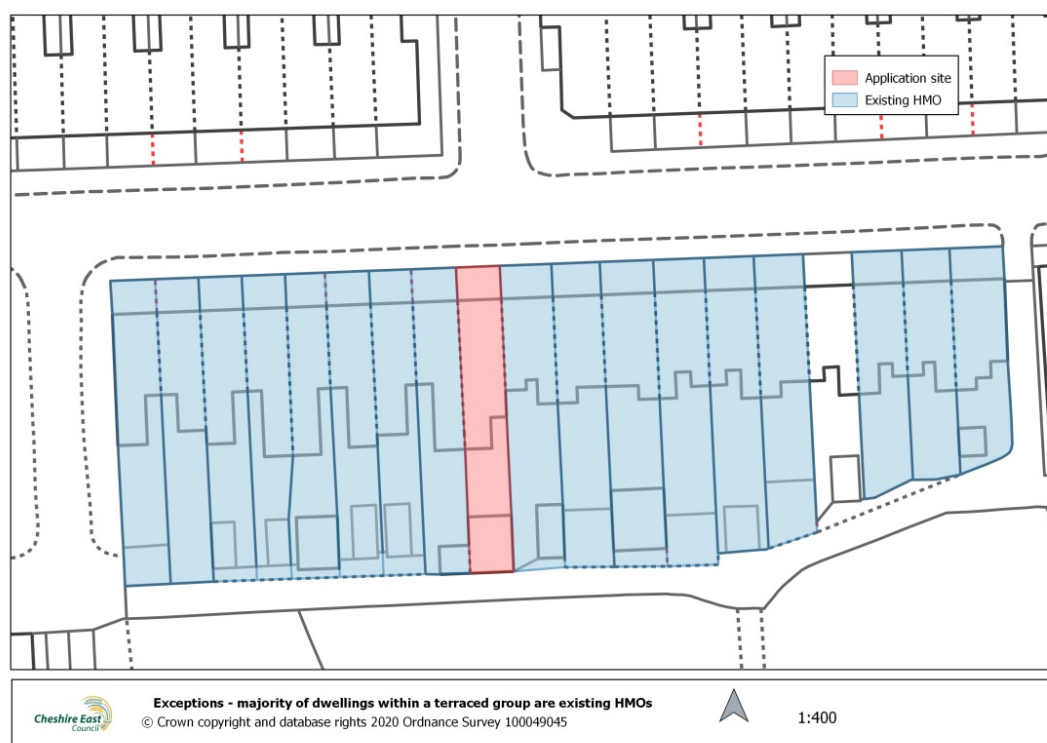 Application site
Existing HMO
Cheshire East
Council
Exceptions - majority of dwellings within a terraced group are existing HMOs
© Crown copyright and database rights 2020 Ordnance Survey 100049045
1:400